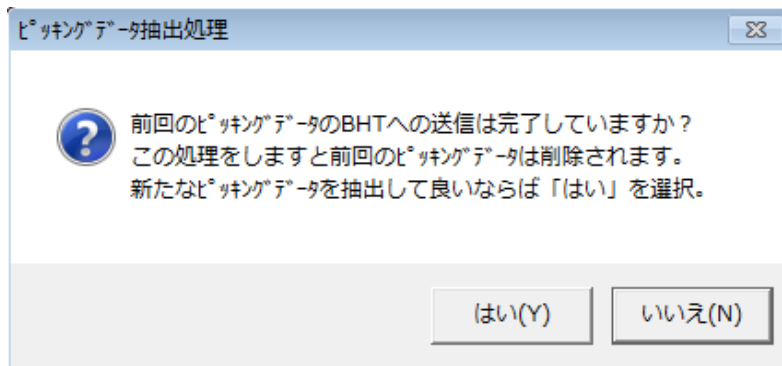 ﾋﾟｯｷﾝｸﾞﾃﾞｰﾀ抽出処理
前回のﾋﾟｯｷﾝｸﾞﾃﾞｰﾀのBHTへの送信は完了していますか？
この処理をしますと前回のﾋﾟｯｷﾝｸﾞﾃﾞｰﾀは削除されます。
新たなﾋﾟｯｷﾝｸﾞﾃﾞｰﾀを抽出して良いならば「はい」を選択。
はい(Y)
いいえ(N)